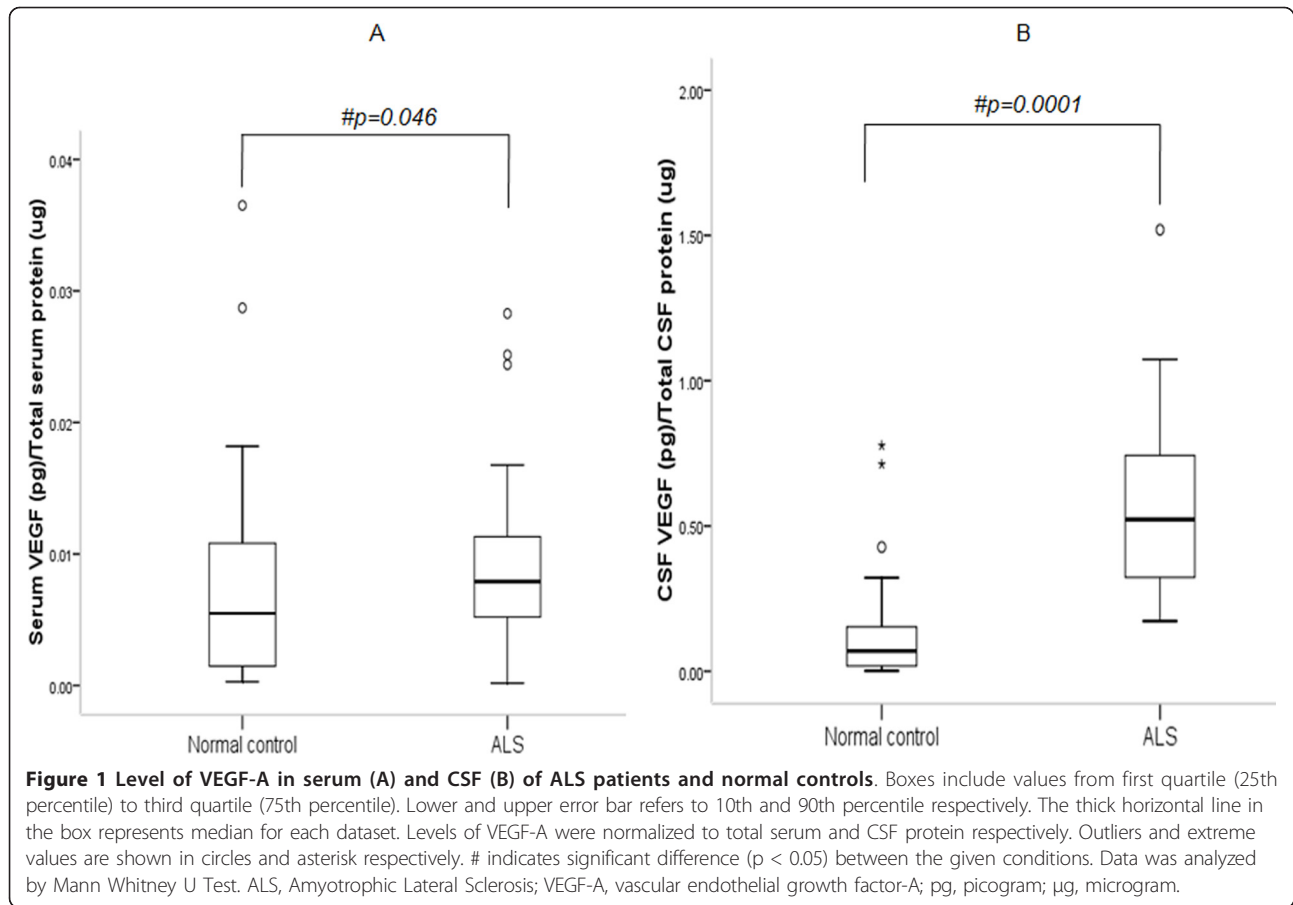 A
B
#p=0.046
#p=0.0001
Serum VEGF (pg)/Total serum protein (ug)
0.04
0.03
0.02
0.01
0.00
Normal control
ALS
CSF VEGF (pg)/Total CSF protein (ug)
2.00
1.50
1.00
0.50
0.00
Normal control
ALS
Figure 1 Level of VEGF-A in serum (A) and CSF (B) of ALS patients and normal controls. Boxes include values from first quartile (25th
percentile) to third quartile (75th percentile). Lower and upper error bar refers to 10th and 90th percentile respectively. The thick horizontal line in
the box represents median for each dataset. Levels of VEGF-A were normalized to total serum and CSF protein respectively. Outliers and extreme
values are shown in circles and asterisk respectively. # indicates significant difference (p < 0.05) between the given conditions. Data was analyzed
by Mann Whitney U Test. ALS, Amyotrophic Lateral Sclerosis; VEGF-A, vascular endothelial growth factor-A; pg, picogram; μg, microgram.